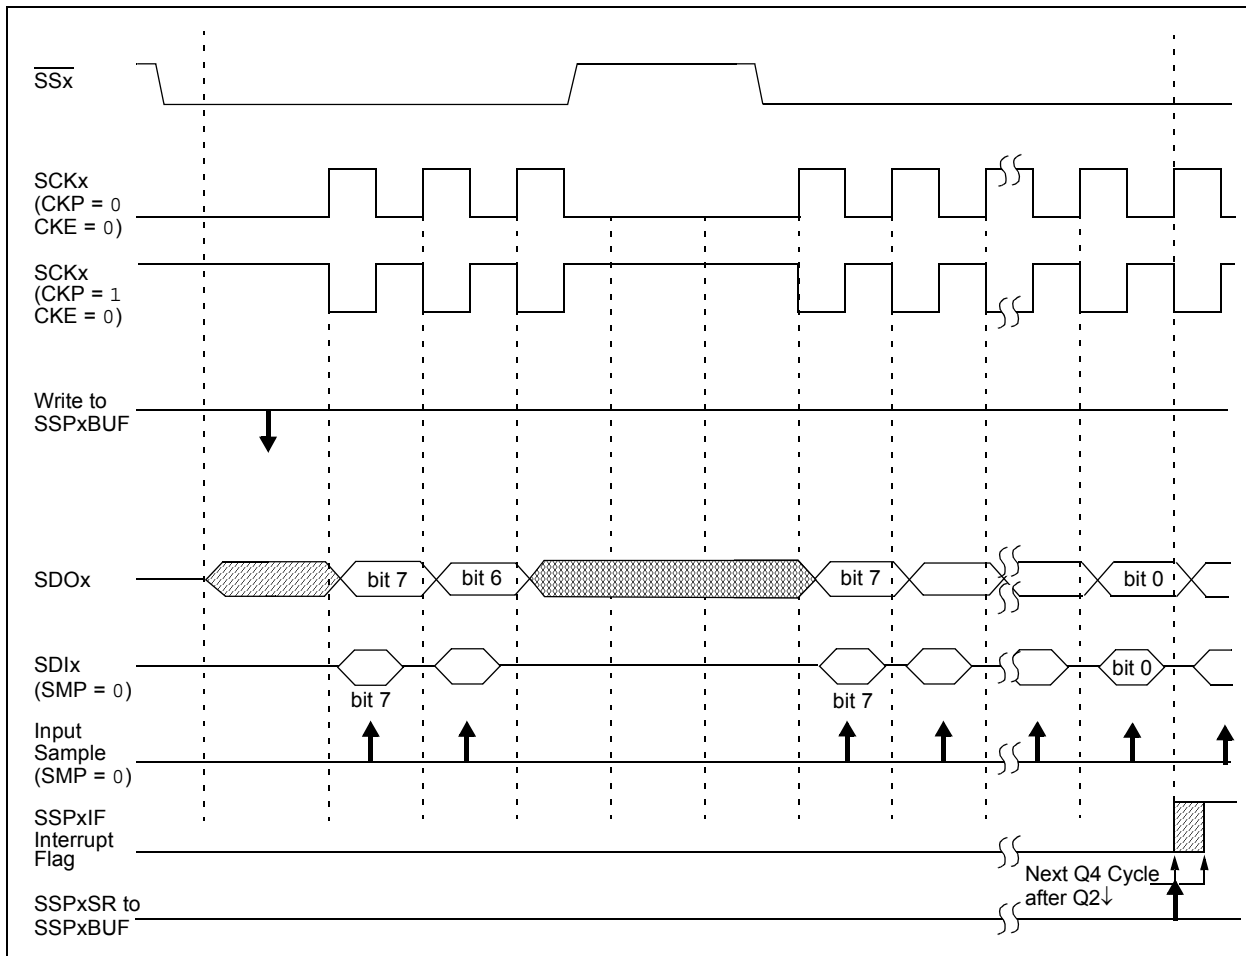 SSx
SCKx
(CKP = 0
CKE = 0)
SCKx
(CKP = 1
CKE = 0)
Write to
SSPxBUF
SDOx
bit 7
bit 6
bit 7
bit 0
SDIx
(SMP = 0)
bit 7
bit 7
bit 0
Input
Sample
(SMP = 0)
SSPxIF
Interrupt
Flag
Next Q4 Cycle
after Q2↓
SSPxSR to
SSPxBUF